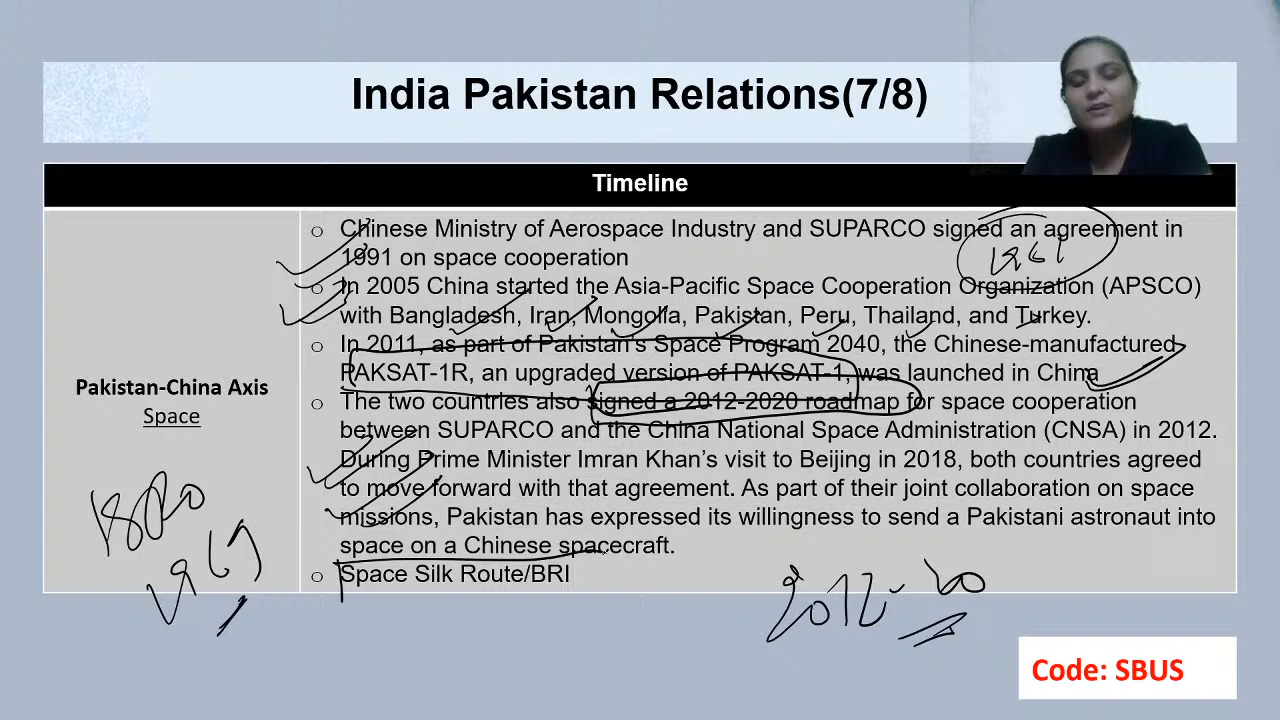 India Pakistan Relations(7/8)
Timeline
Pakistan-China Axis
Space
o Chinese Ministry of Aerospace Industry and SUPARCO signed an agreement in
1991 on space cooperation
o In 2005 China started the Asia-Pacific Space Cooperation Organization (APSCO)
with Bangladesh, Iran, Mongolia, Pakistan, Peru, Thailand, and Turkey.
o In 2011, as part of Pakistan's Space Program 2040, the Chinese-manufactured
PAKSAT-1R, an upgraded version of PAKSAT-1, was launched in China
o The two countries also signed a 2012-2020 roadmap for space cooperation
between SUPARCO and the China National Space Administration (CNSA) in 2012.
During Prime Minister Imran Khan's visit to Beijing in 2018, both countries agreed
to move forward with that agreement. As part of their joint collaboration on space
missions, Pakistan has expressed its willingness to send a Pakistani astronaut into
space on a Chinese spacecraft.
o Space Silk Route/BRI
1961
ISRO
1969
2012-20
Code: SBUS